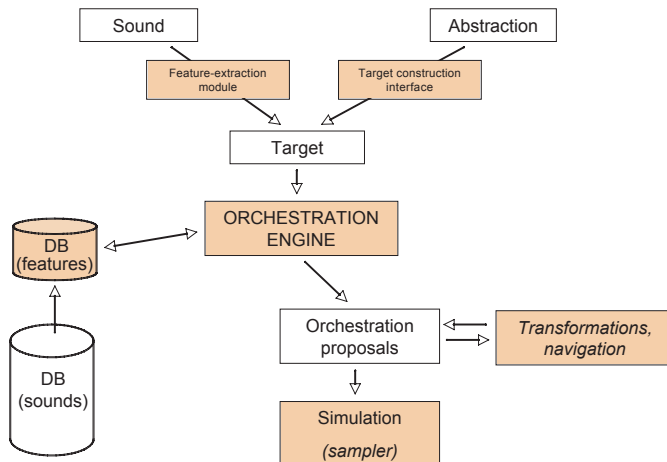 Sound
Abstraction
Feature-extraction
module
Target construction
interface
Target
ORCHESTRATION
ENGINE
DB
(features)
Orchestration
proposals
Transformations,
navigation
DB
(sounds)
Simulation
(sampler)